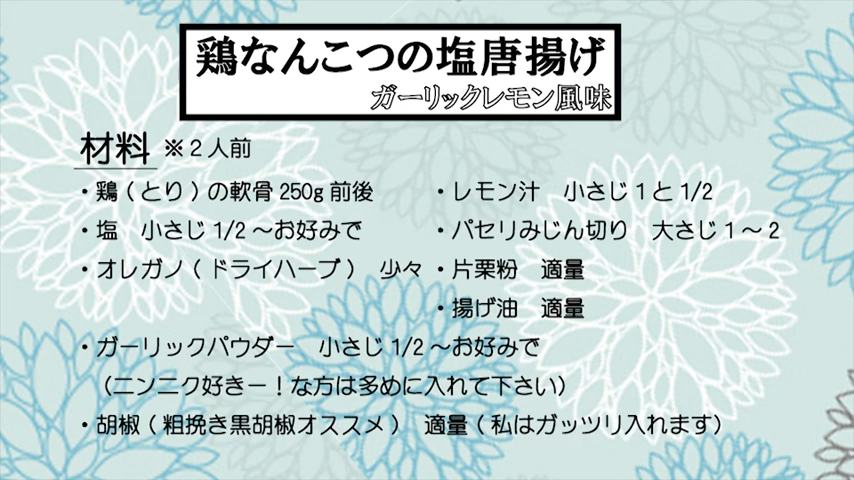 鶏なんこつの塩唐揚げ
ガーリックレモン風味
材料 ※２人前
・鶏(とり)の軟骨250g前後
・塩　小さじ1/2～お好みで
・オレガノ(ドライハーブ)　少々
・レモン汁　小さじ1と1/2
・パセリみじん切り　大さじ1～2
・片栗粉　適量
・揚げ油　適量
・ガーリックパウダー　小さじ1/2～お好みで
（ニンニク好きー！な方は多めに入れて下さい）
・胡椒(粗挽き黒胡椒オススメ)　適量(私はガッツリ入れます)